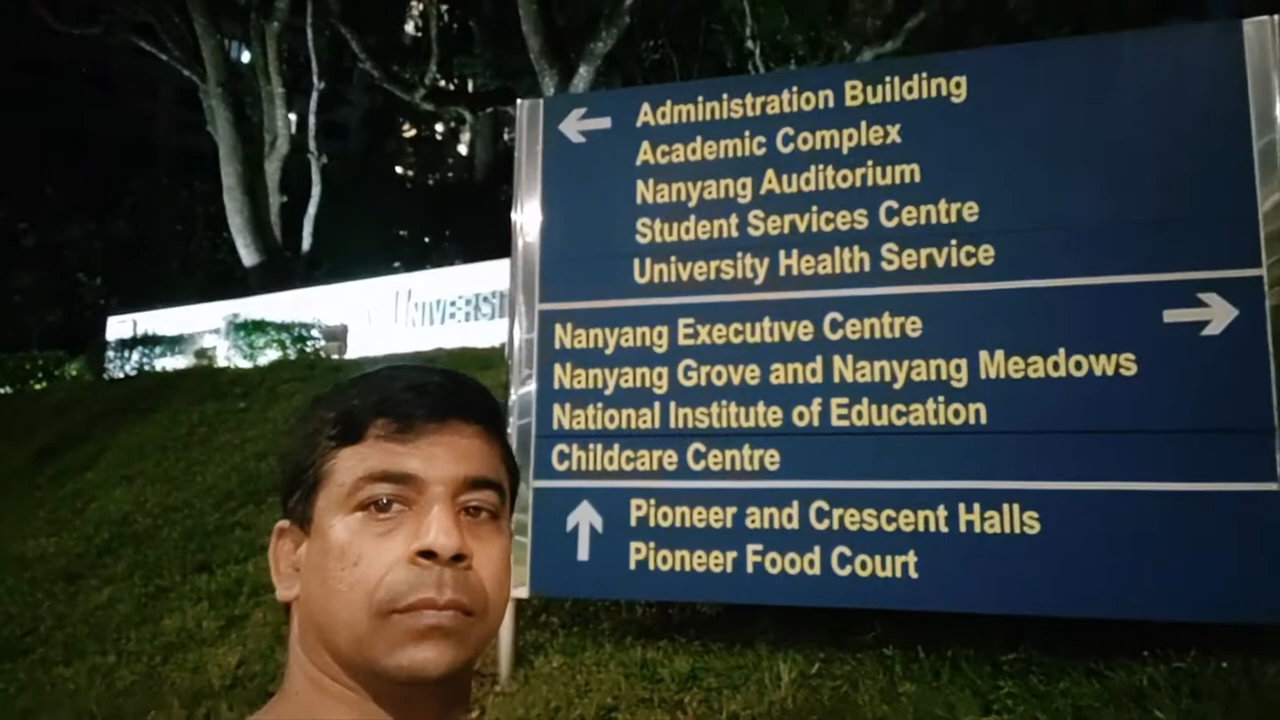 Administration Building
Academic Complex
Nanyang Auditorium
Student Services Centre
University Health Service
Nanyang Executive Centre
Nanyang Grove and Nanyang Meadows
National Institute of Education
Childcare Centre
Pioneer and Crescent Halls
Pioneer Food Court
UNIVERSI